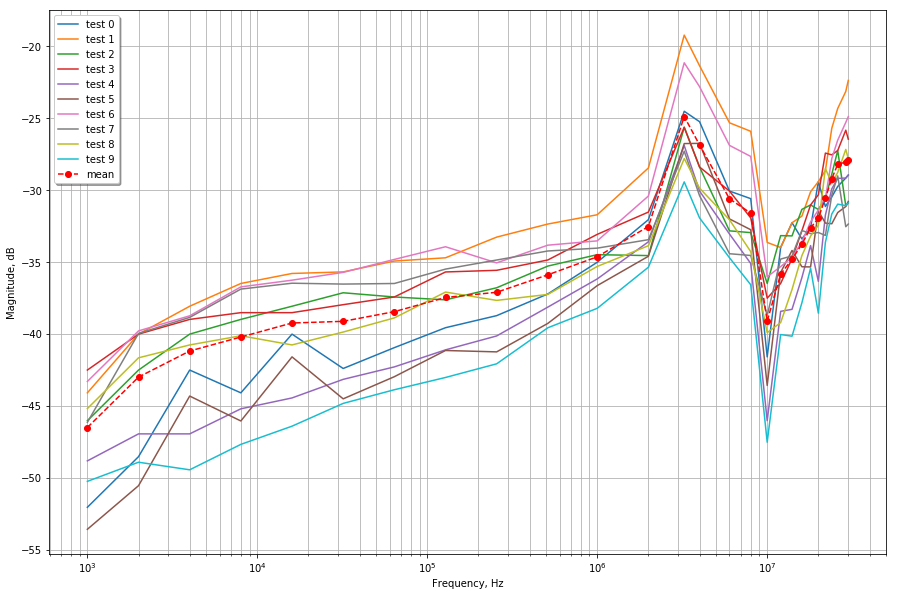 test 0
test 1
test 2
test 3
test 4
test 5
test 6
test 7
test 8
test 9
mean
Magnitude, dB
−20
−25
−30
−35
−40
−45
−50
−55
10³ 10⁴ 10⁵ 10⁶ 10⁷
Frequency, Hz